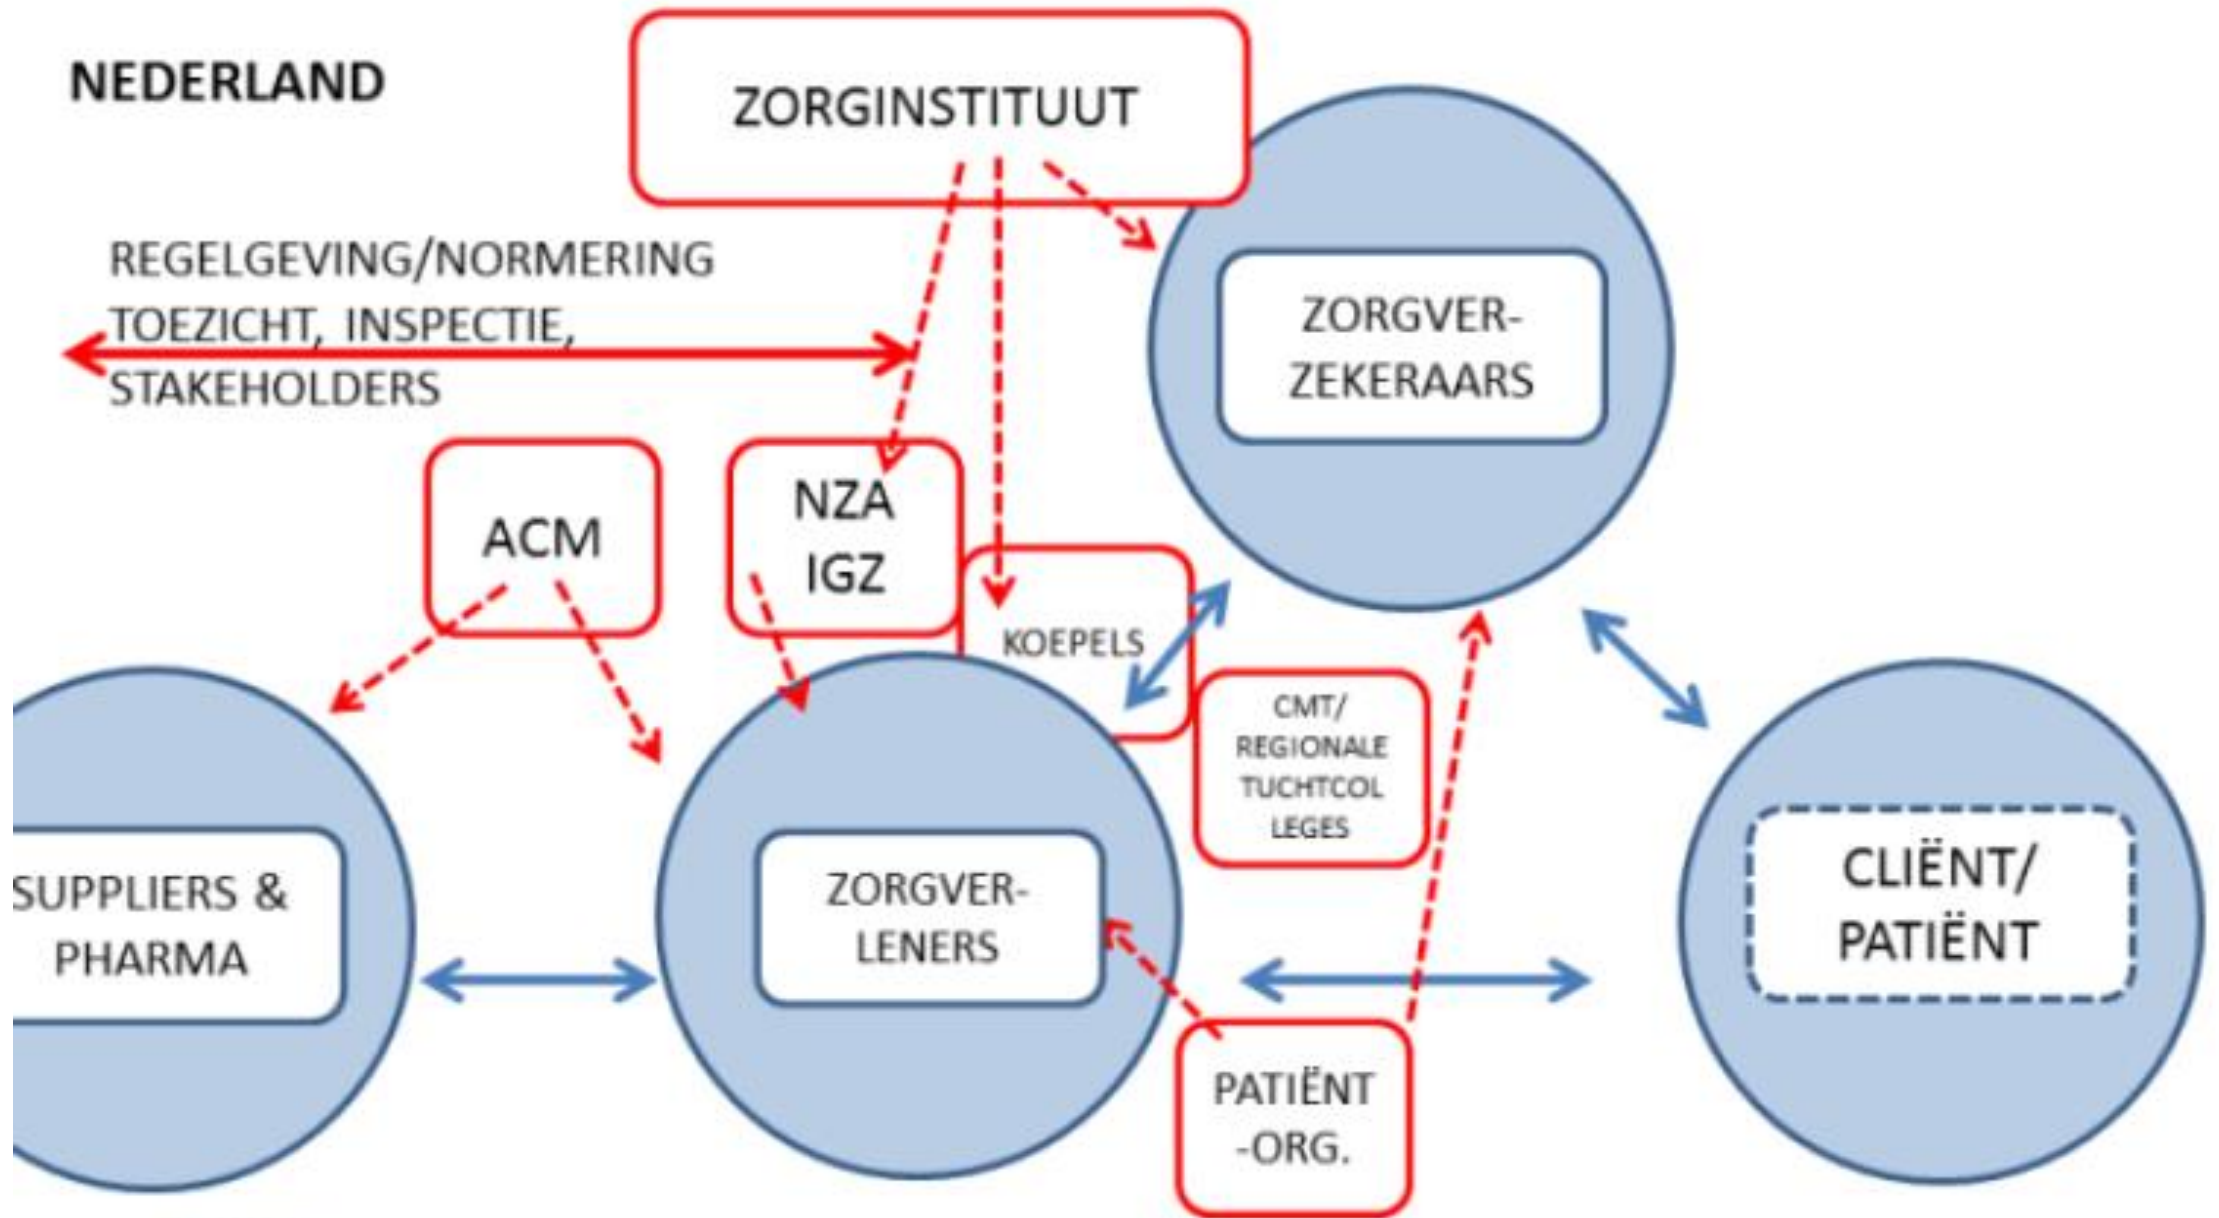 NEDERLAND
ZORGINSTITUUT
REGELGEVING/NORMERING
TOEZICHT, INSPECTIE,
STAKEHOLDERS
ZORGVER-
ZEKERAARS
ACM
NZA
IGZ
KOEPELS
CMT/
REGIONALE
TUCHTCOL
LEGES
SUPPLIERS &
PHARMA
ZORGVER-
LENERS
CLIËNT/
PATIËNT
PATIËNT
-ORG.